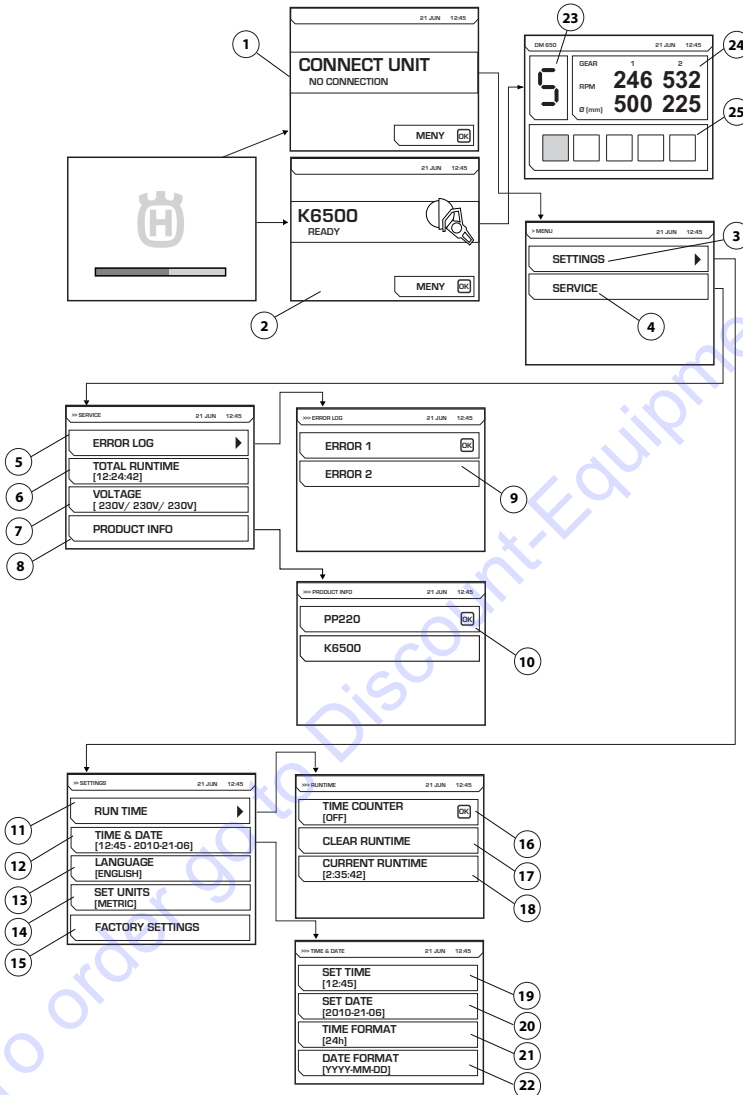 21 JUN 12:45
1
CONNECT UNIT
NO CONNECTION
MENY OK
H
21 JUN 12:45
K6500
READY
MENY OK
2
23
DM 650 21 JUN 12:45
24
5
GEAR 1 2
RPM 246 532
Ø [mm] 500 225
25
> MENU 21 JUN 12:45
3
SETTINGS
SERVICE
4
>> SERVICE 21 JUN 12:45
5
ERROR LOG
6
TOTAL RUNTIME
[12:24:42]
7
VOLTAGE
[ 230V/ 230V/ 230V]
8
PRODUCT INFO
>>> ERROR LOG 21 JUN 12:45
ERROR 1 OK
ERROR 2
9
>>> PRODUCT INFO 21 JUN 12:45
PP220 OK
K6500
10
>> SETTINGS 21 JUN 12:45
11
RUN TIME
12
TIME & DATE
[12:45 - 2010-21-06]
13
LANGUAGE
[ENGLISH]
14
SET UNITS
[METRIC]
15
FACTORY SETTINGS
>>> RUNTIME 21 JUN 12:45
TIME COUNTER
[OFF] OK
16
CLEAR RUNTIME
17
CURRENT RUNTIME
[2:35:42]
18
>>> TIME & DATE 21 JUN 12:45
SET TIME
[12:45]
19
SET DATE
[2010-21-06]
20
TIME FORMAT
[24h]
21
DATE FORMAT
[YYYY-MM-DD]
22
To order go to Discount-Equipme